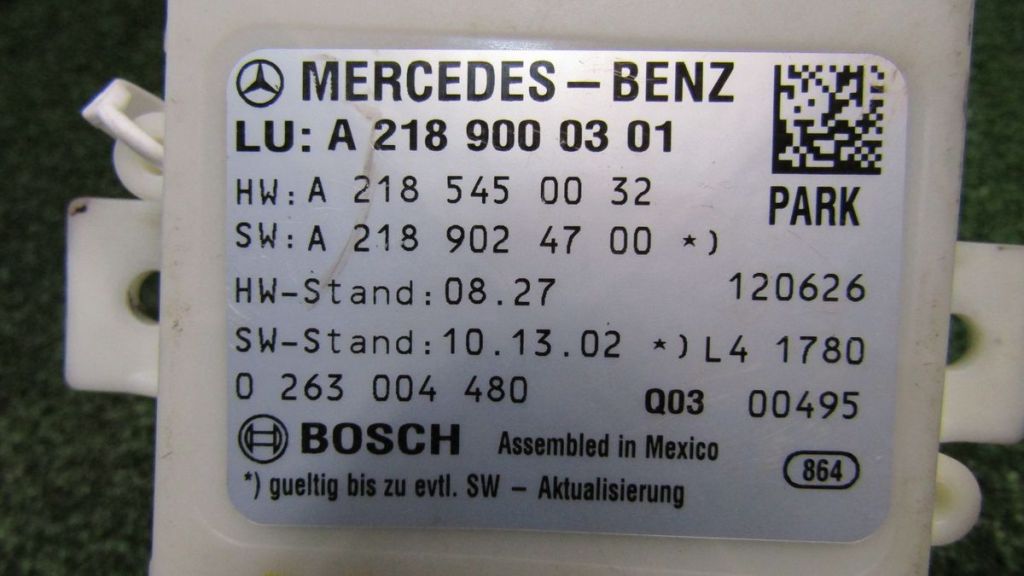 MERCEDES – BENZ
LU: A 218 900 03 01
HW: A 218 545 00 32
PARK
SW: A 218 902 47 00 *)
HW-Stand: 08.27 120626
SW-Stand: 10.13.02 *) L4 1780
0 263 004 480 Q03 00495
BOSCH Assembled in Mexico
864
*) gueltig bis zu evtl. SW – Aktualisierung